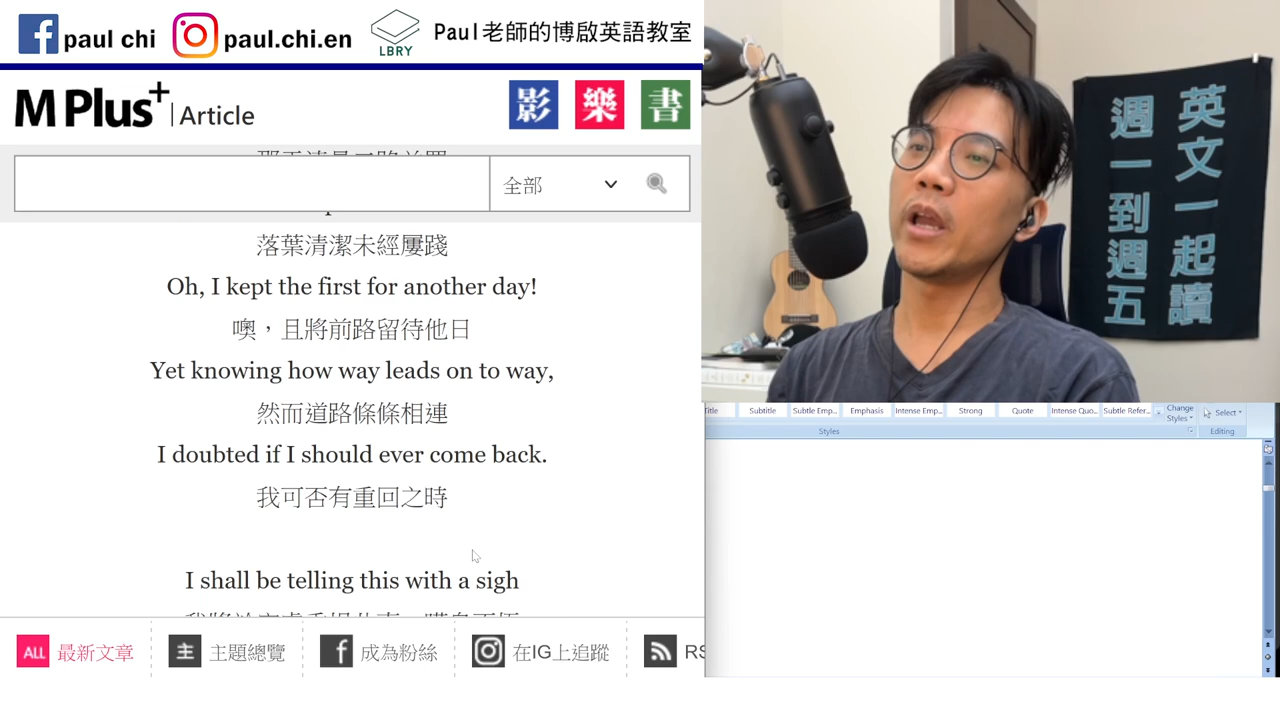 paul chi
paul.chi.en
LBRY
Paul老師的博啟英語教室
M Plus+ | Article
影
樂
書
全部
落葉清潔未經屢踐
Oh, I kept the first for another day!
噢，且將前路留待他日
Yet knowing how way leads on to way,
然而道路條條相連
I doubted if I should ever come back.
我可否有重回之時
I shall be telling this with a sigh
ALL 最新文章
主 主題總覽
成為粉絲
在IG上追蹤
RS
英文一起讀
週一到週五
Title
Subtitle
Subtle Emp...
Emphasis
Intense Emp...
Strong
Quote
Intense Quo...
Subtle Refer...
Change
Styles
Select
Styles
Editing